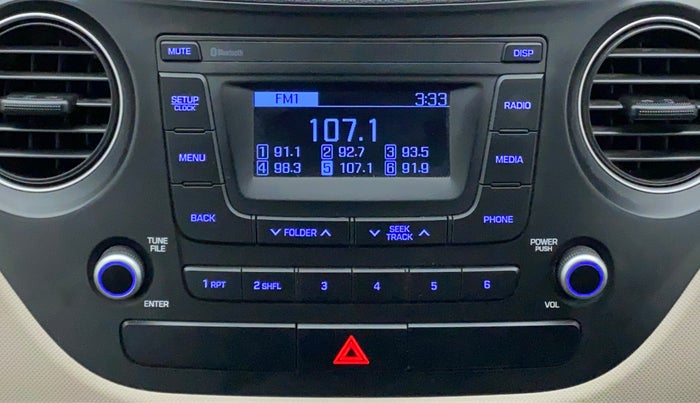 MUTE
Bluetooth
DISP
SETUP
CLOCK
FM1 3:33
RADIO
107.1
1 91.1 2 92.7 3 93.5
4 98.3 5 107.1 6 91.9
MENU
MEDIA
BACK
FOLDER
SEEK
TRACK
PHONE
TUNE
FILE
POWER
PUSH
1 RPT 2 SHFL 3 4 5 6
ENTER
VOL